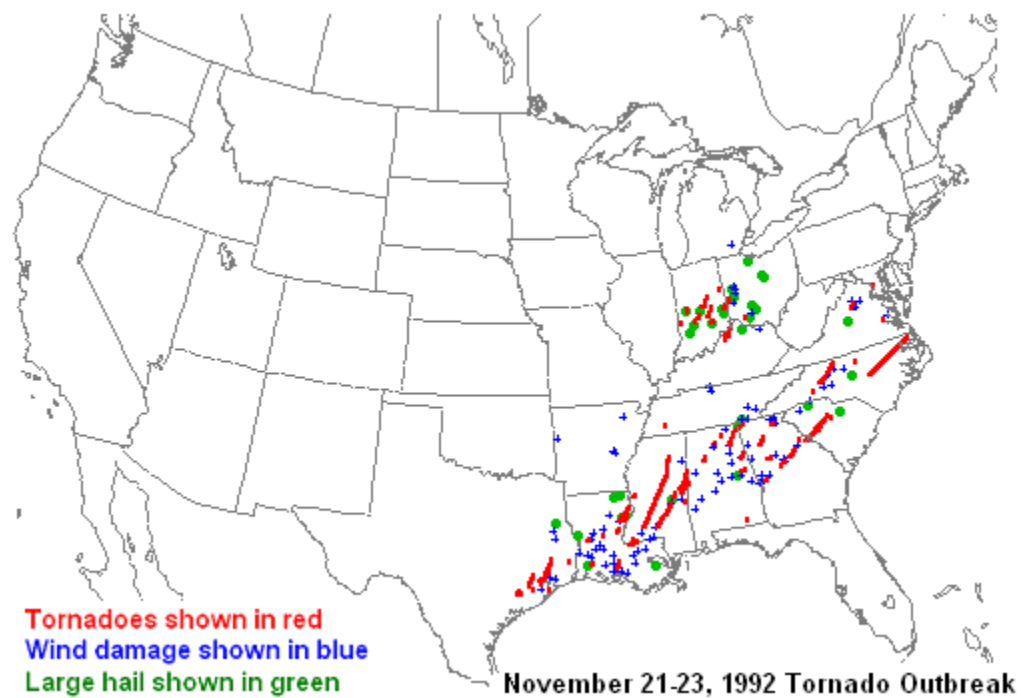 Tornadoes shown in red
Wind damage shown in blue
Large hail shown in green
November 21-23, 1992 Tornado Outbreak